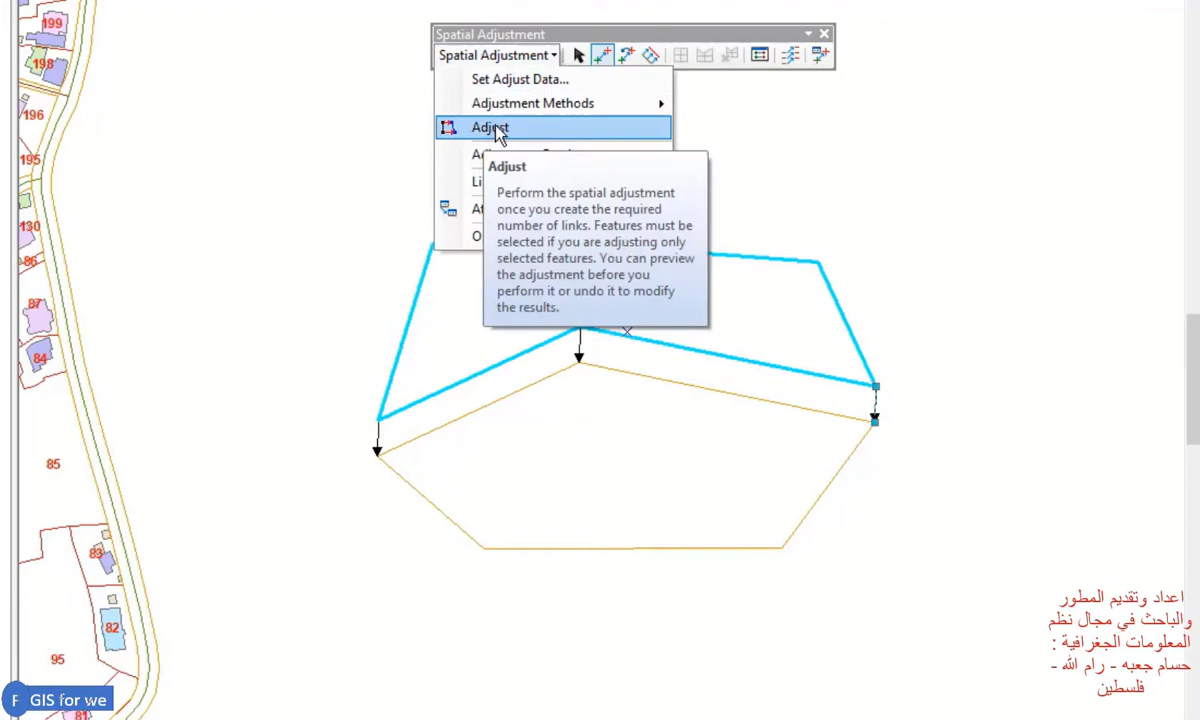 Spatial Adjustment
Spatial Adjustment
Set Adjust Data...
Adjustment Methods
Adjust
Adjust
Perform the spatial adjustment
once you create the required
number of links. Features must be
selected if you are adjusting only
selected features. You can preview
the adjustment before you
perform it or undo it to modify
the results.
199
198
196
195
130
86
87
84
85
83
82
95
81
F GIS for we
اعداد وتقديم المطور
والباحث في مجال نظم
المعلومات الجغرافية :
حسام جعبه - رام الله -
فلسطين